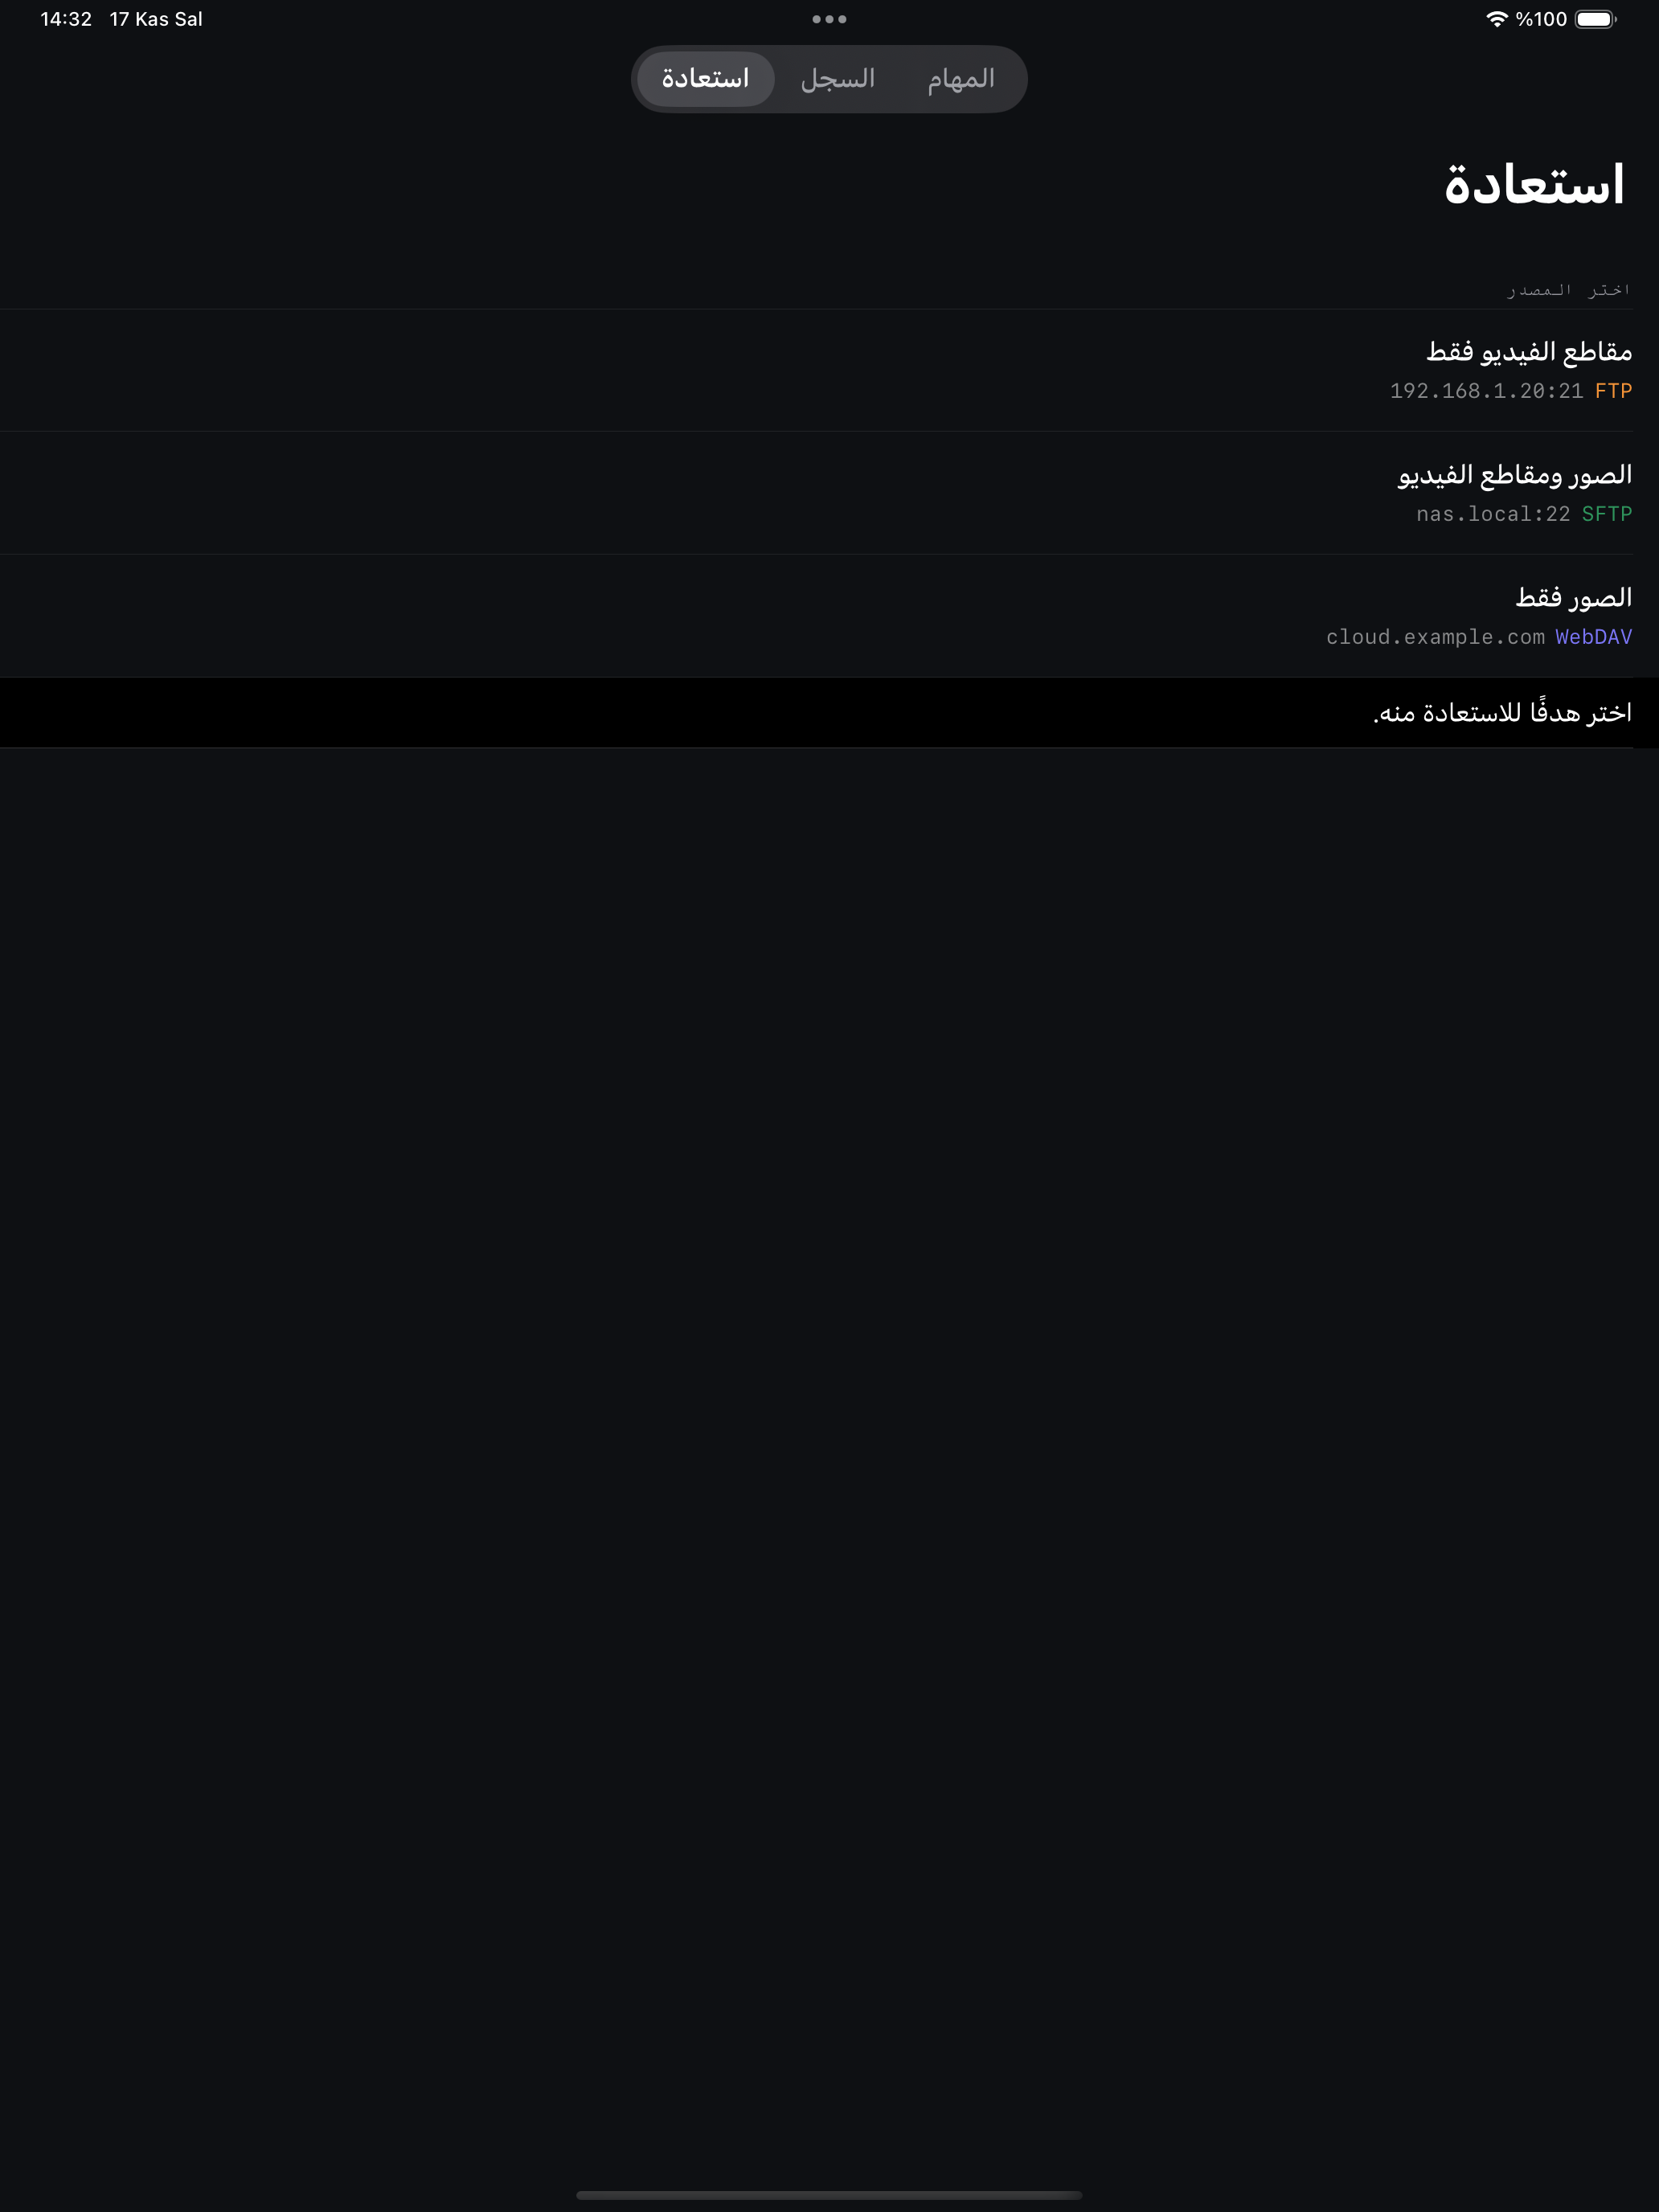 14:32 17 Kas Sal
%100
المهام السجل استعادة
استعادة
اختر المصدر
مقاطع الفيديو فقط
FTP 192.168.1.20:21
الصور ومقاطع الفيديو
SFTP nas.local:22
الصور فقط
WebDAV cloud.example.com
اختر هدفًا للاستعادة منه.